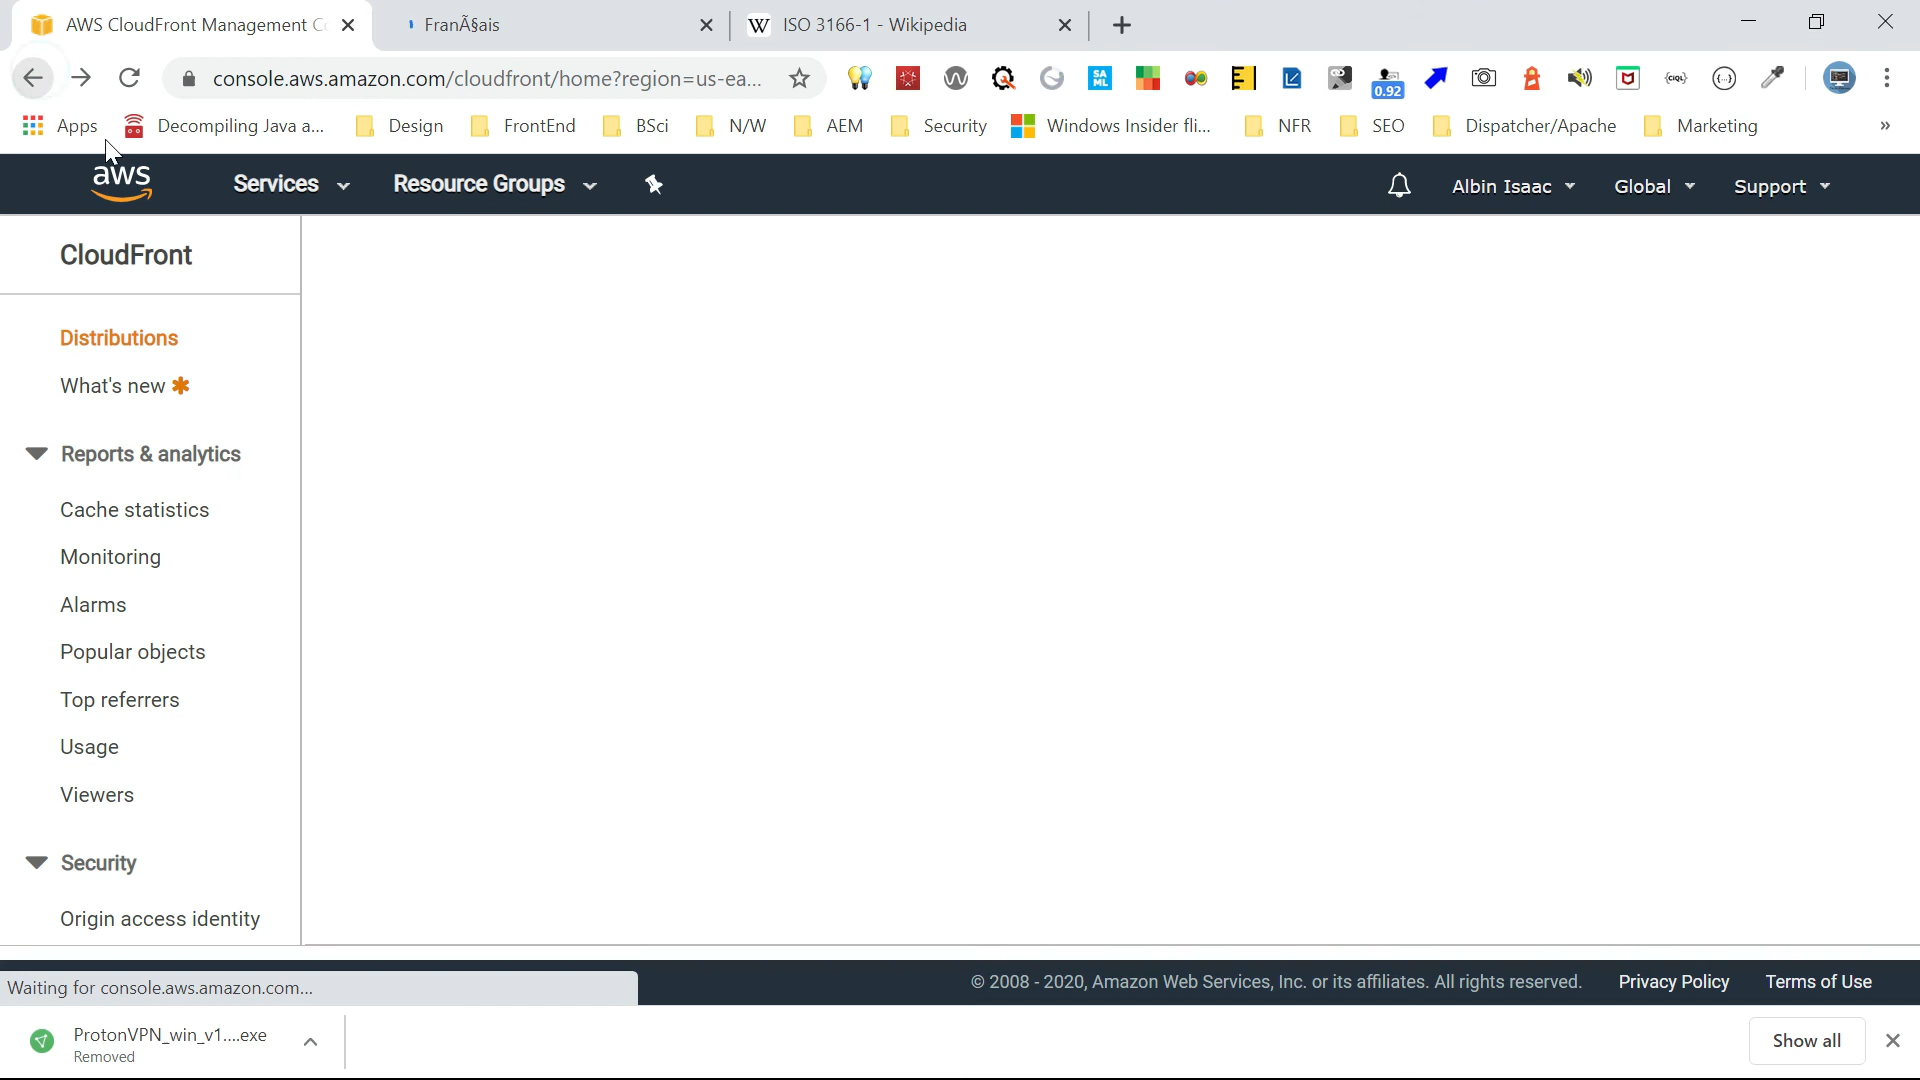 AWS CloudFront Management C
FranÃ§ais
ISO 3166-1 - Wikipedia
console.aws.amazon.com/cloudfront/home?region=us-ea...
SA
ML
0.92
{CIQ}
{...}
Apps
Decompiling Java a...
Design
FrontEnd
BSci
N/W
AEM
Security
Windows Insider fli...
NFR
SEO
Dispatcher/Apache
Marketing
»
aws
Services
Resource Groups
Albin Isaac
Global
Support
CloudFront
Distributions
What's new
Reports & analytics
Cache statistics
Monitoring
Alarms
Popular objects
Top referrers
Usage
Viewers
Security
Origin access identity
Waiting for console.aws.amazon.com...
© 2008 - 2020, Amazon Web Services, Inc. or its affiliates. All rights reserved.
Privacy Policy
Terms of Use
ProtonVPN_win_v1....exe
Removed
Show all